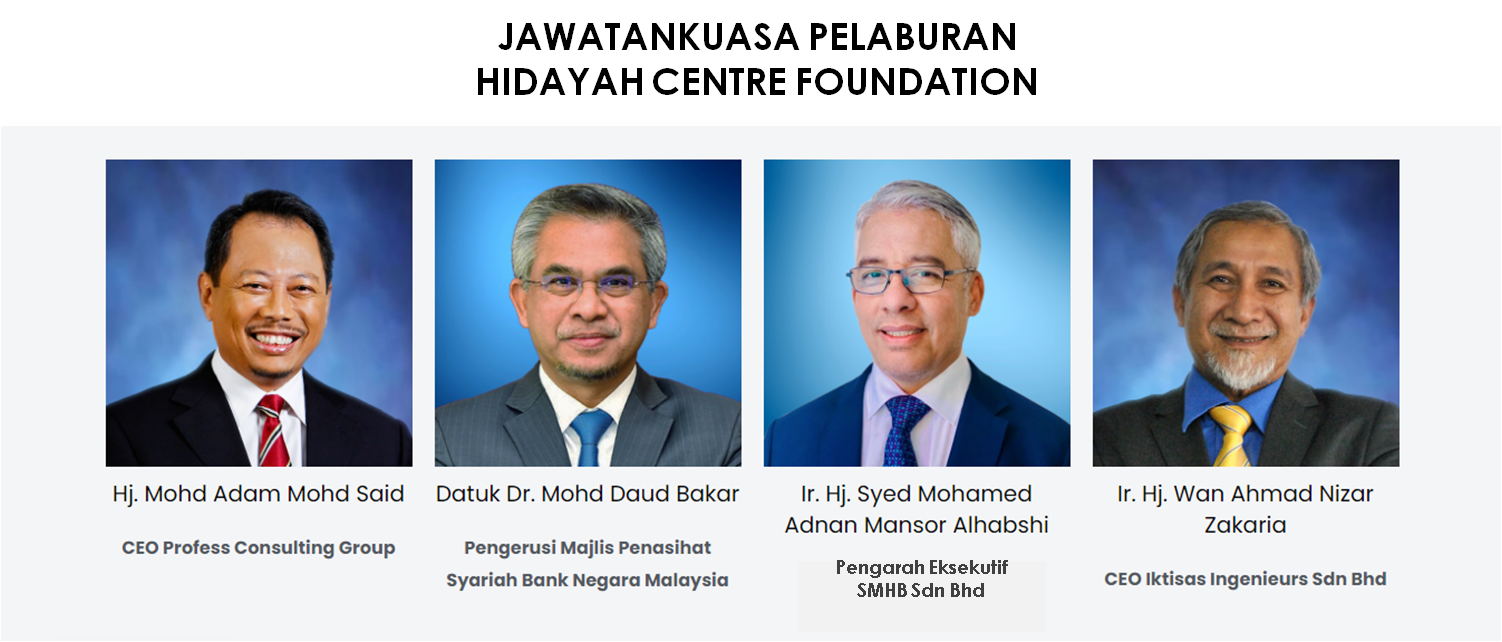 JAWATANKUASA PELABURAN
HIDAYAH CENTRE FOUNDATION
Hj. Mohd Adam Mohd Said
CEO Profess Consulting Group
Datuk Dr. Mohd Daud Bakar
Pengerusi Majlis Penasihat
Syariah Bank Negara Malaysia
Ir. Hj. Syed Mohamed
Adnan Mansor Alhabshi
Pengarah Eksekutif
SMHB Sdn Bhd
Ir. Hj. Wan Ahmad Nizar
Zakaria
CEO Iktisas Ingenieurs Sdn Bhd